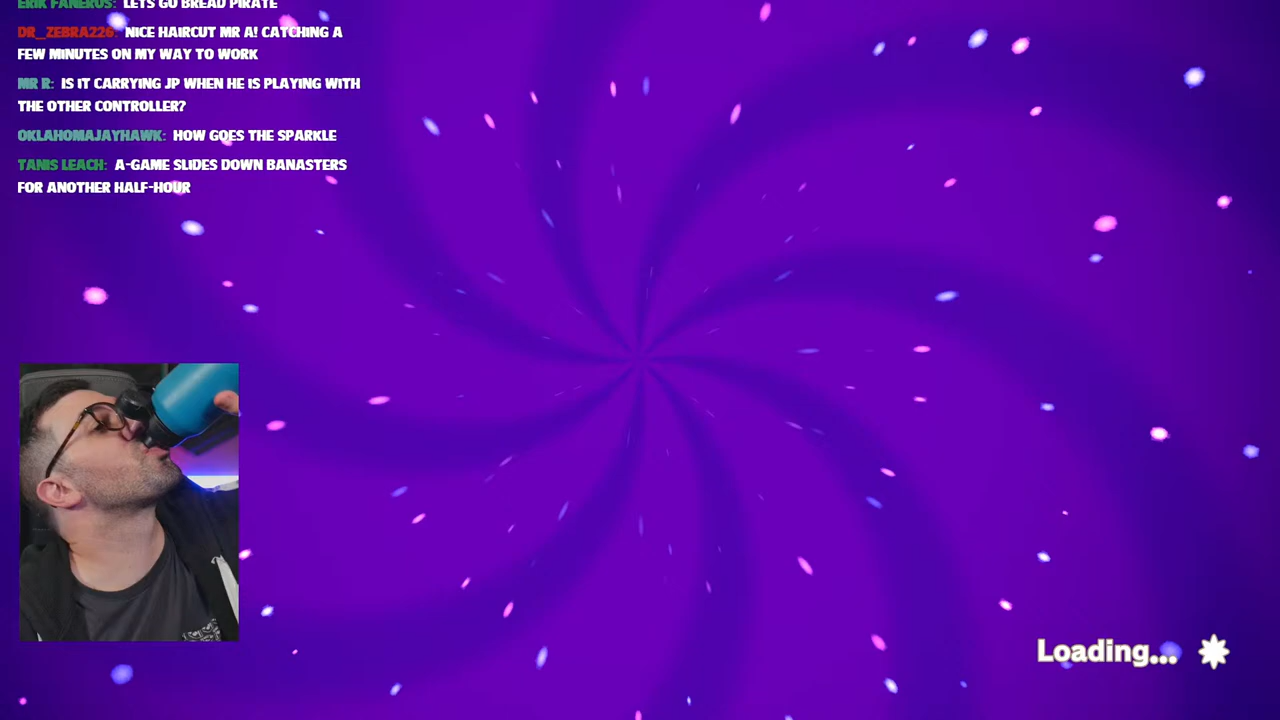 ERIK FANERUS: LETS GO BREAD PIRATE
DR_ZEBRA226: NICE HAIRCUT MR A! CATCHING A
FEW MINUTES ON MY WAY TO WORK
MR R: IS IT CARRYING JP WHEN HE IS PLAYING WITH
THE OTHER CONTROLLER?
OKLAHOMAJAYHAWK: HOW GOES THE SPARKLE
TANIS LEACH: A-GAME SLIDES DOWN BANASTERS
FOR ANOTHER HALF-HOUR
Loading...